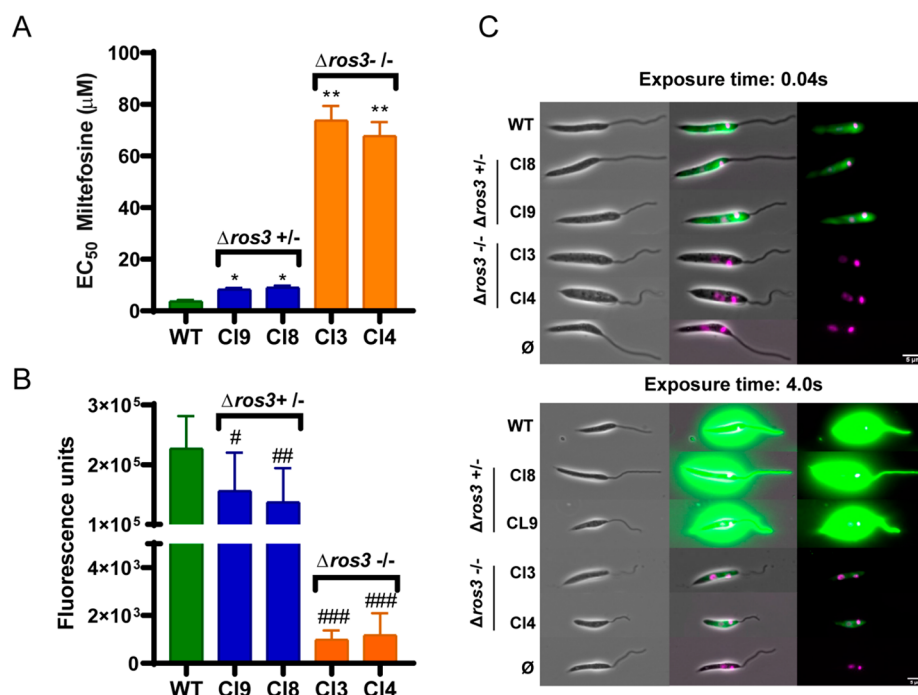 A
100
80
60
40
20
0
EC50 Miltefosine (μM)
Δros3- /-
Δros3 +/-
* * ** **
WT Cl9 Cl8 Cl3 Cl4
B
3×10⁵
2×10⁵
1×10⁵
4×10³
2×10³
0
Fluorescence units
Δros3+ /-
Δros3 -/-
# ## ### ###
WT Cl9 Cl8 Cl3 Cl4
C
Exposure time: 0.04s
WT
Δros3 +/-
Cl8
Cl9
Δros3 -/-
Cl3
Cl4
Ø
5 μm
Exposure time: 4.0s
WT
Δros3 +/-
Cl8
CL9
Δros3 -/-
Cl3
Cl4
Ø